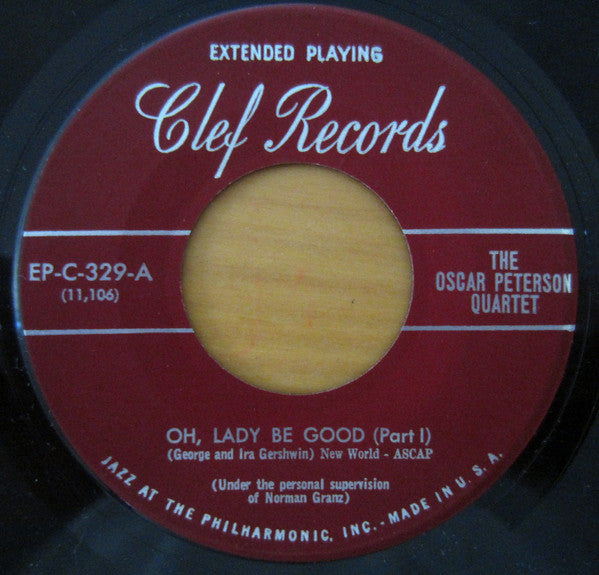 EXTENDED PLAYING
Clef Records
EP-C-329-A
(11,106)
THE
OSCAR PETERSON
QUARTET
OH, LADY BE GOOD (Part I)
(George and Ira Gershwin) New World - ASCAP
(Under the personal supervision
of Norman Granz)
JAZZ AT THE PHILHARMONIC, INC.-MADE IN U.S.A.